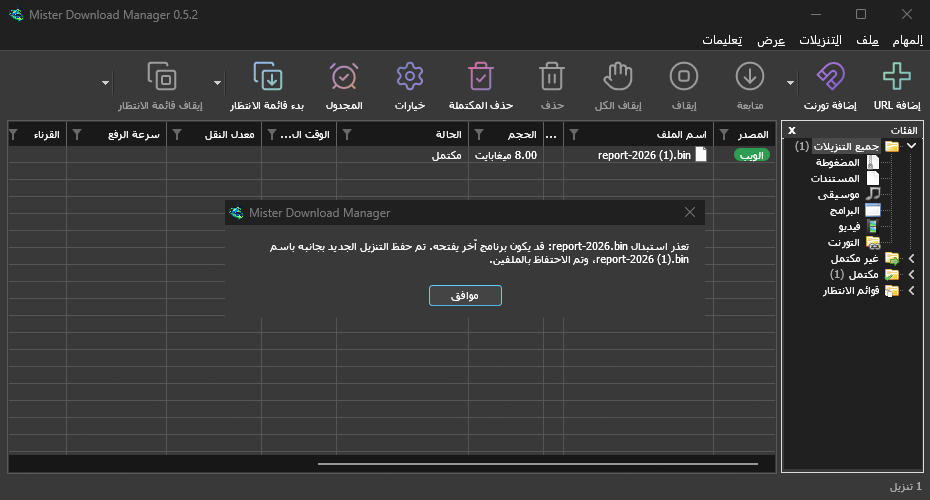 Mister Download Manager 0.5.2
المهام
ملف
التنزيلات
عرض
تعليمات
إضافة URL
إضافة تورنت
متابعة
إيقاف
إيقاف الكل
حذف
حذف المكتملة
خيارات
المجدول
بدء قائمة الانتظار
إيقاف قائمة الانتظار
الفئات
x
جميع التنزيلات (1)
المضغوطة
المستندات
موسيقى
البرامج
فيديو
التورنت
غير مكتمل
مكتمل (1)
قوائم الانتظار
المصدر
اسم الملف
...
الحجم
الحالة
الوقت ال...
معدل النقل
سرعة الرفع
القرناء
الويب
report-2026 (1).bin
8.00 ميغابايت
مكتمل
Mister Download Manager
تعذر استبدال report-2026.bin: قد يكون برنامج آخر يفتحه. تم حفظ التنزيل الجديد بجانبه باسم
report-2026 (1).bin، وتم الاحتفاظ بالملفين.
موافق
1 تنزيل